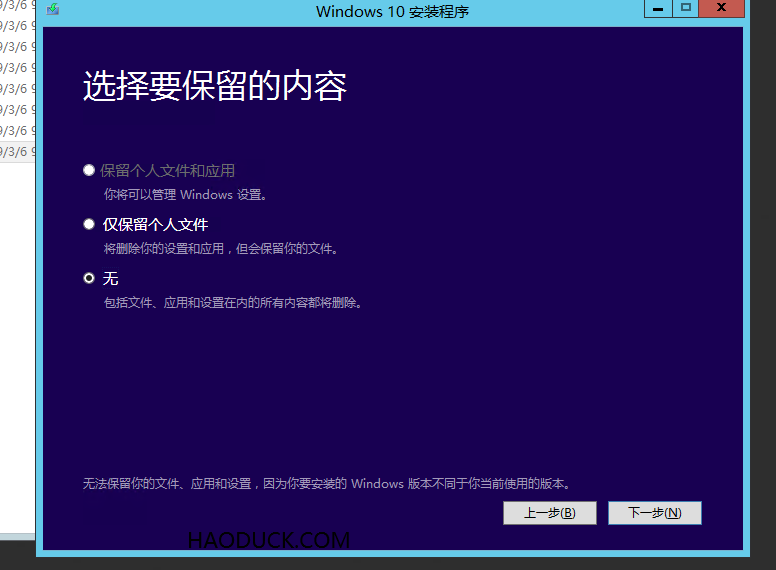 Windows 10 安装程序
9/3/6 9
9/3/6 9
9/3/6 9
9/3/6 9
9/3/6 9
9/3/6 9
9/3/6 9
9/3/6 9
选择要保留的内容
保留个人文件和应用
你将可以管理 Windows 设置。
仅保留个人文件
将删除你的设置和应用，但会保留你的文件。
无
包括文件、应用和设置在内的所有内容都将删除。
无法保留你的文件、应用和设置，因为你要安装的 Windows 版本不同于你当前使用的版本。
上一步(B) 下一步(N)
HAODUCK.COM